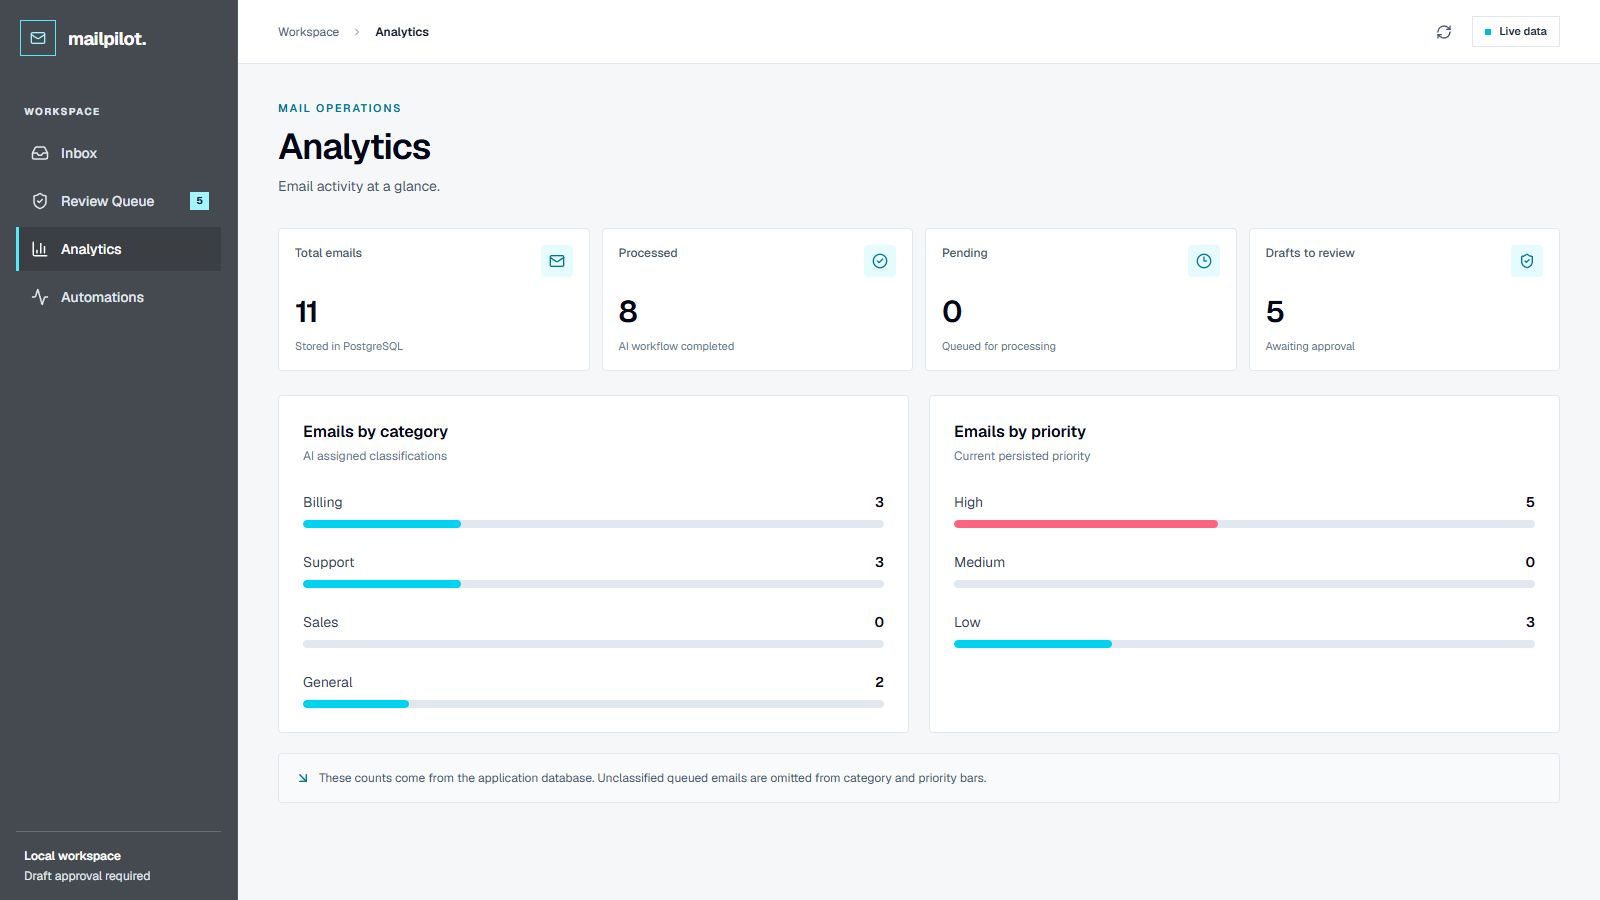 mailpilot.
WORKSPACE
Inbox
Review Queue 5
Analytics
Automations
Local workspace
Draft approval required
Workspace > Analytics
Live data
MAIL OPERATIONS
Analytics
Email activity at a glance.
Total emails
11
Stored in PostgreSQL
Processed
8
AI workflow completed
Pending
0
Queued for processing
Drafts to review
5
Awaiting approval
Emails by category
AI assigned classifications
Billing 3
Support 3
Sales 0
General 2
Emails by priority
Current persisted priority
High 5
Medium 0
Low 3
These counts come from the application database. Unclassified queued emails are omitted from category and priority bars.